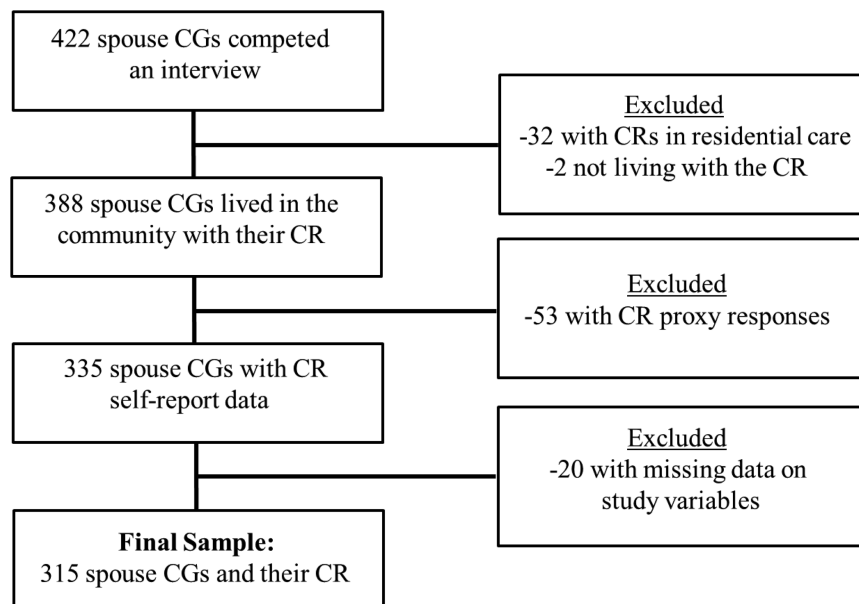 422 spouse CGs competed
an interview
Excluded
-32 with CRs in residential care
-2 not living with the CR
388 spouse CGs lived in the
community with their CR
Excluded
-53 with CR proxy responses
335 spouse CGs with CR
self-report data
Excluded
-20 with missing data on
study variables
Final Sample:
315 spouse CGs and their CR